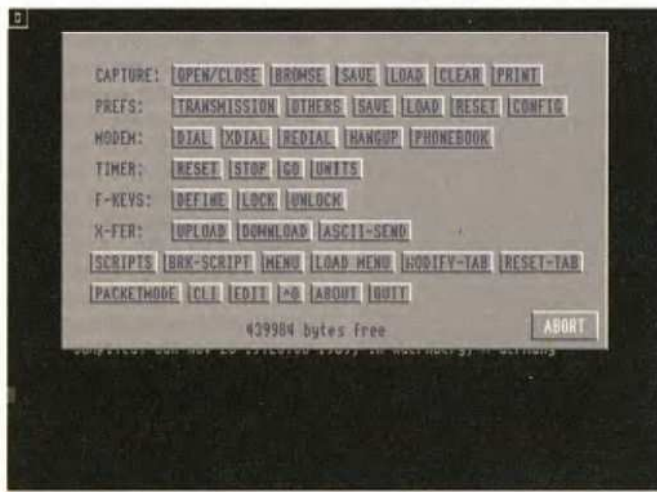 CAPTURE: OPEN/CLOSE BROWSE SAVE LOAD CLEAR PRINT
PREFS: TRANSMISSION OTHERS SAVE LOAD RESET CONFIG
MODEM: DIAL XDIAL REDIAL HANGUP PHONEBOOK
TIMER: RESET STOP GO UNITS
F-KEYS: DEFINE LOCK UNLOCK
X-FER: UPLOAD DOWNLOAD ASCII-SEND
SCRIPTS BRK-SCRIPT MENU LOAD MENU MODIFY-TAB RESET-TAB
PACKETMODE CLI EDIT ABOUT QUIT
439984 bytes free ABORT